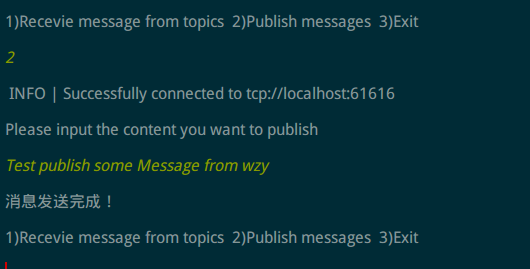 1)Recevie message from topics  2)Publish messages  3)Exit
2
INFO | Successfully connected to tcp://localhost:61616
Please input the content you want to publish
Test publish some Message from wzy
消息发送完成！
1)Recevie message from topics  2)Publish messages  3)Exit